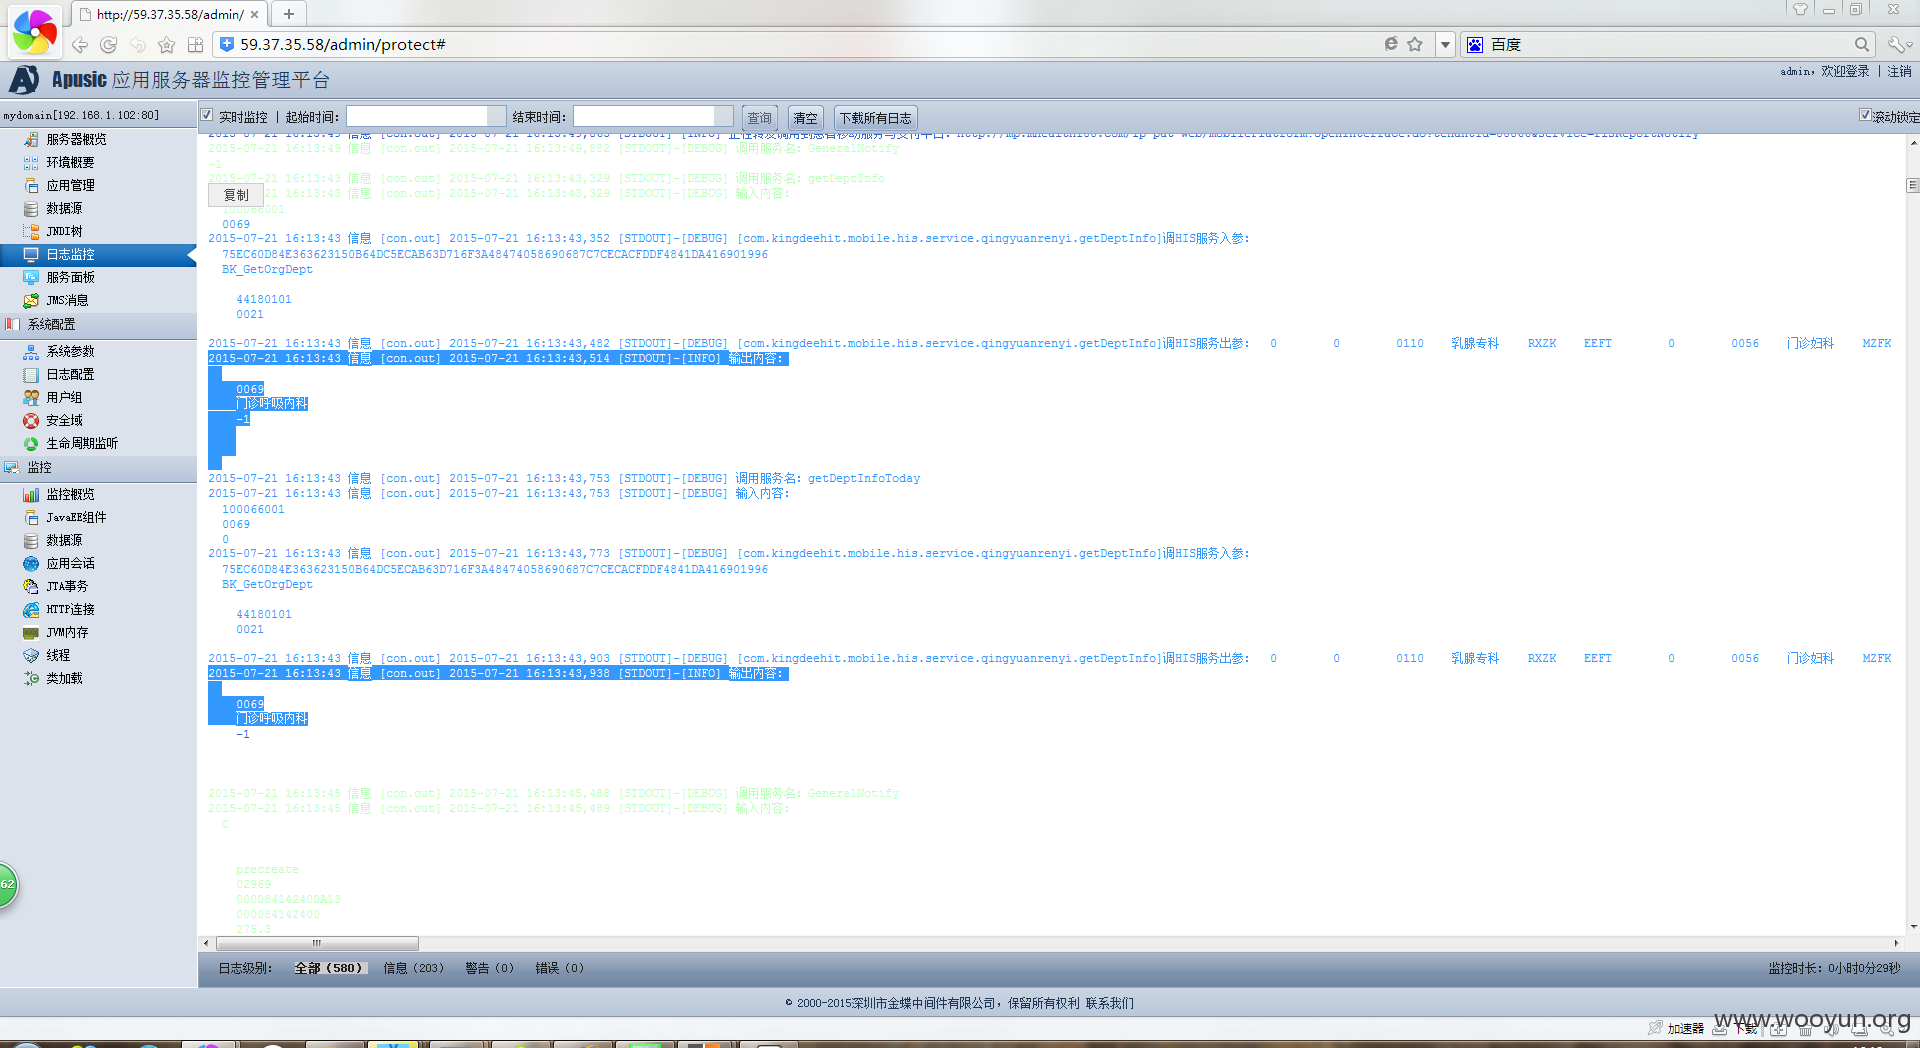 http://59.37.35.58/admin/
59.37.35.58/admin/protect#
百度
Apusic 应用服务器监控管理平台
admin，欢迎登录 | 注销
mydomain[192.168.1.102:80]
服务器概览
环境概要
应用管理
数据源
JNDI树
日志监控
服务面板
JMS消息
系统配置
系统参数
日志配置
用户组
安全域
生命周期监听
监控
监控概览
JavaEE组件
数据源
应用会话
JTA事务
HTTP连接
JVM内存
线程
类加载
实时监控 | 起始时间： 结束时间： 查询 清空 下载所有日志 滚动锁定
2015-07-21 16:13:49 信息 [con.out] 2015-07-21 16:13:49,882 [STDOUT]-[DEBUG] 调用服务名：GeneralNotify
-1
2015-07-21 16:13:43 信息 [con.out] 2015-07-21 16:13:43,329 [STDOUT]-[DEBUG] 调用服务名：getDeptInfo
复制
2015-07-21 16:13:43 信息 [con.out] 2015-07-21 16:13:43,329 [STDOUT]-[DEBUG] 输入内容：
100066001
0069
2015-07-21 16:13:43 信息 [con.out] 2015-07-21 16:13:43,352 [STDOUT]-[DEBUG] [com.kingdeehit.mobile.his.service.qingyuanrenyi.getDeptInfo]调HIS服务入参：
75EC60D84E363623150B64DC5ECAB63D716F3A48474058690687C7CECACFDDF4841DA416901996
BK_GetOrgDept
44180101
0021
2015-07-21 16:13:43 信息 [con.out] 2015-07-21 16:13:43,482 [STDOUT]-[DEBUG] [com.kingdeehit.mobile.his.service.qingyuanrenyi.getDeptInfo]调HIS服务出参： 0 0 0110 乳腺专科 RXZK EEFT 0 0056 门诊妇科 MZFK
2015-07-21 16:13:43 信息 [con.out] 2015-07-21 16:13:43,514 [STDOUT]-[INFO] 输出内容：
0069
门诊呼吸内科
-1
2015-07-21 16:13:43 信息 [con.out] 2015-07-21 16:13:43,753 [STDOUT]-[DEBUG] 调用服务名：getDeptInfoToday
2015-07-21 16:13:43 信息 [con.out] 2015-07-21 16:13:43,753 [STDOUT]-[DEBUG] 输入内容：
100066001
0069
0
2015-07-21 16:13:43 信息 [con.out] 2015-07-21 16:13:43,773 [STDOUT]-[DEBUG] [com.kingdeehit.mobile.his.service.qingyuanrenyi.getDeptInfo]调HIS服务入参：
75EC60D84E363623150B64DC5ECAB63D716F3A48474058690687C7CECACFDDF4841DA416901996
BK_GetOrgDept
44180101
0021
2015-07-21 16:13:43 信息 [con.out] 2015-07-21 16:13:43,903 [STDOUT]-[DEBUG] [com.kingdeehit.mobile.his.service.qingyuanrenyi.getDeptInfo]调HIS服务出参： 0 0 0110 乳腺专科 RXZK EEFT 0 0056 门诊妇科 MZFK
2015-07-21 16:13:43 信息 [con.out] 2015-07-21 16:13:43,938 [STDOUT]-[INFO] 输出内容：
0069
门诊呼吸内科
-1
2015-07-21 16:13:45 信息 [con.out] 2015-07-21 16:13:45,488 [STDOUT]-[DEBUG] 调用服务名：GeneralNotify
2015-07-21 16:13:45 信息 [con.out] 2015-07-21 16:13:45,489 [STDOUT]-[DEBUG] 输入内容：
0
precreate
02969
000084142400A13
000084142400
275.3
62
日志级别： 全部（580） 信息（203） 警告（0） 错误（0） 监控时长：0小时0分29秒
© 2000-2015深圳市金蝶中间件有限公司，保留所有权利 联系我们
加速器 下载
www.wooyun.org